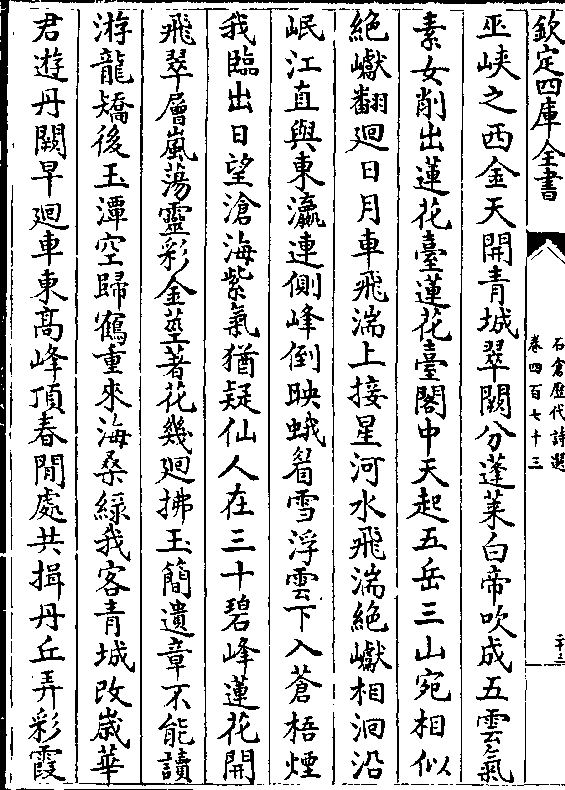 欽定四庫全書
石倉歷代詩選
卷四百七十三
巫峽之西金天開青城翠闕分蓬萊白帝吹成五雲氣
素女削出蓮花臺蓮花臺閣中天起五岳三山宛相似
絶巘翻迴日月車飛湍上接星河水飛湍絶巘相洄沿
岷江直與東瀛連側峰倒映蛾眉雪浮雲下入蒼梧煙
我臨出日望滄海紫氣猶疑仙人在三十碧峰蓮花開
飛翠層嵐蕩靈彩金莖著花幾迴拂玉簡遺章不能讀
游龍矯後玉潭空歸鶴重來海桑緑我客青城改歳華
君遊丹闕早迴車東髙峰頂春閒處共揖丹丘弄彩霞